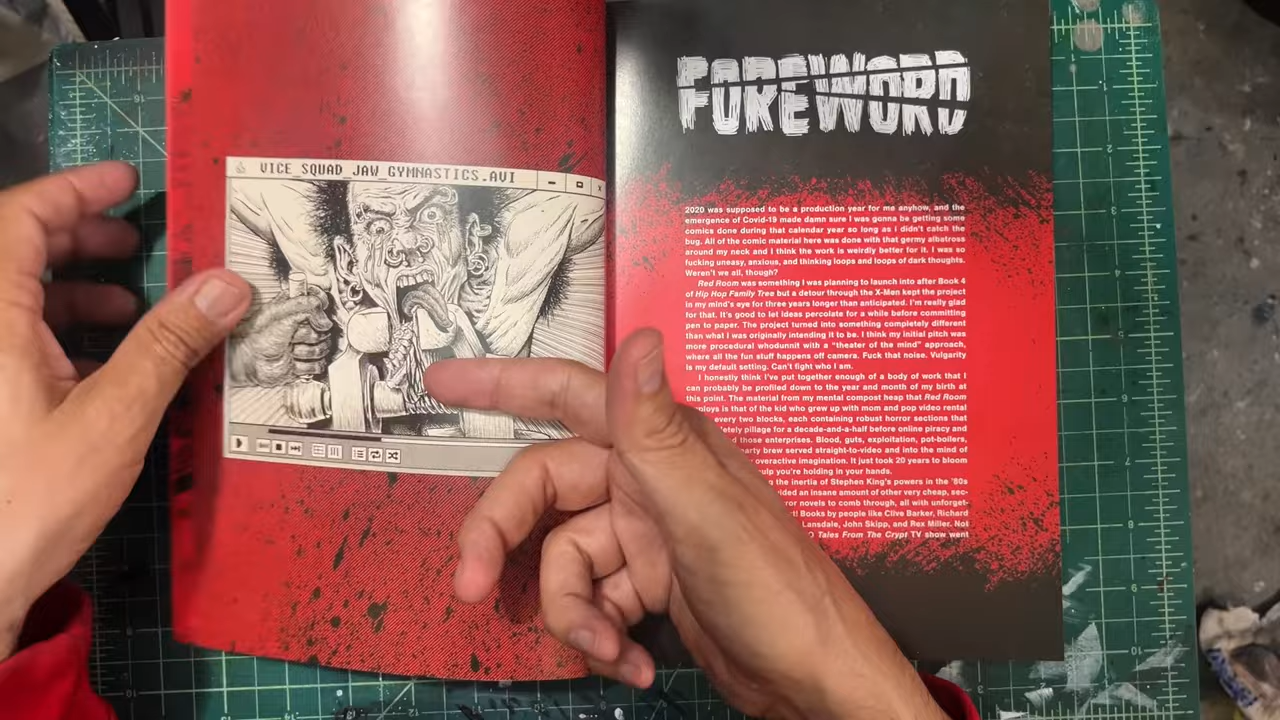 VICE_SQUAD_JAW_GYMNASTICS.AVI
FOREWORD
2020 was supposed to be a production year for me anyhow, and the
emergence of Covid-19 made damn sure I was gonna be getting some
comics done during that calendar year so long as I didn't catch the
bug. All of the comic material here was done with that germy albatross
around my neck and I think the work is weirdly better for it. I was so
fucking uneasy, anxious, and thinking loops and loops of dark thoughts.
Weren't we all, though?
Red Room was something I was planning to launch into after Book 4
of Hip Hop Family Tree but a detour through the X-Men kept the project
in my mind's eye for three years longer than anticipated. I'm really glad
for that. It's good to let ideas percolate for a while before committing
pen to paper. The project turned into something completely different
than what I was originally intending it to be. I think my initial pitch was
more procedural whodunnit with a "theater of the mind" approach,
where all the fun stuff happens off camera. Fuck that noise. Vulgarity
is my default setting. Can't fight who I am.
I honestly think I've put together enough of a body of work that I
can probably be profiled down to the year and month of my birth at
this point. The material from my mental compost heap that Red Room
is that of the kid who grew up with mom and pop video rental
every two blocks, each containing robust horror sections that
pillage for a decade-and-a-half before online piracy and
those enterprises. Blood, guts, exploitation, pot-boilers,
brew served straight-to-video and into the mind of
overactive imagination. It just took 20 years to bloom
you're holding in your hands.
the inertia of Stephen King's powers in the '80s
an insane amount of other very cheap, sec-
novels to comb through, all with unforget-
Books by people like Clive Barker, Richard
Lansdale, John Skipp, and Rex Miller. Not
Tales From The Crypt TV show went